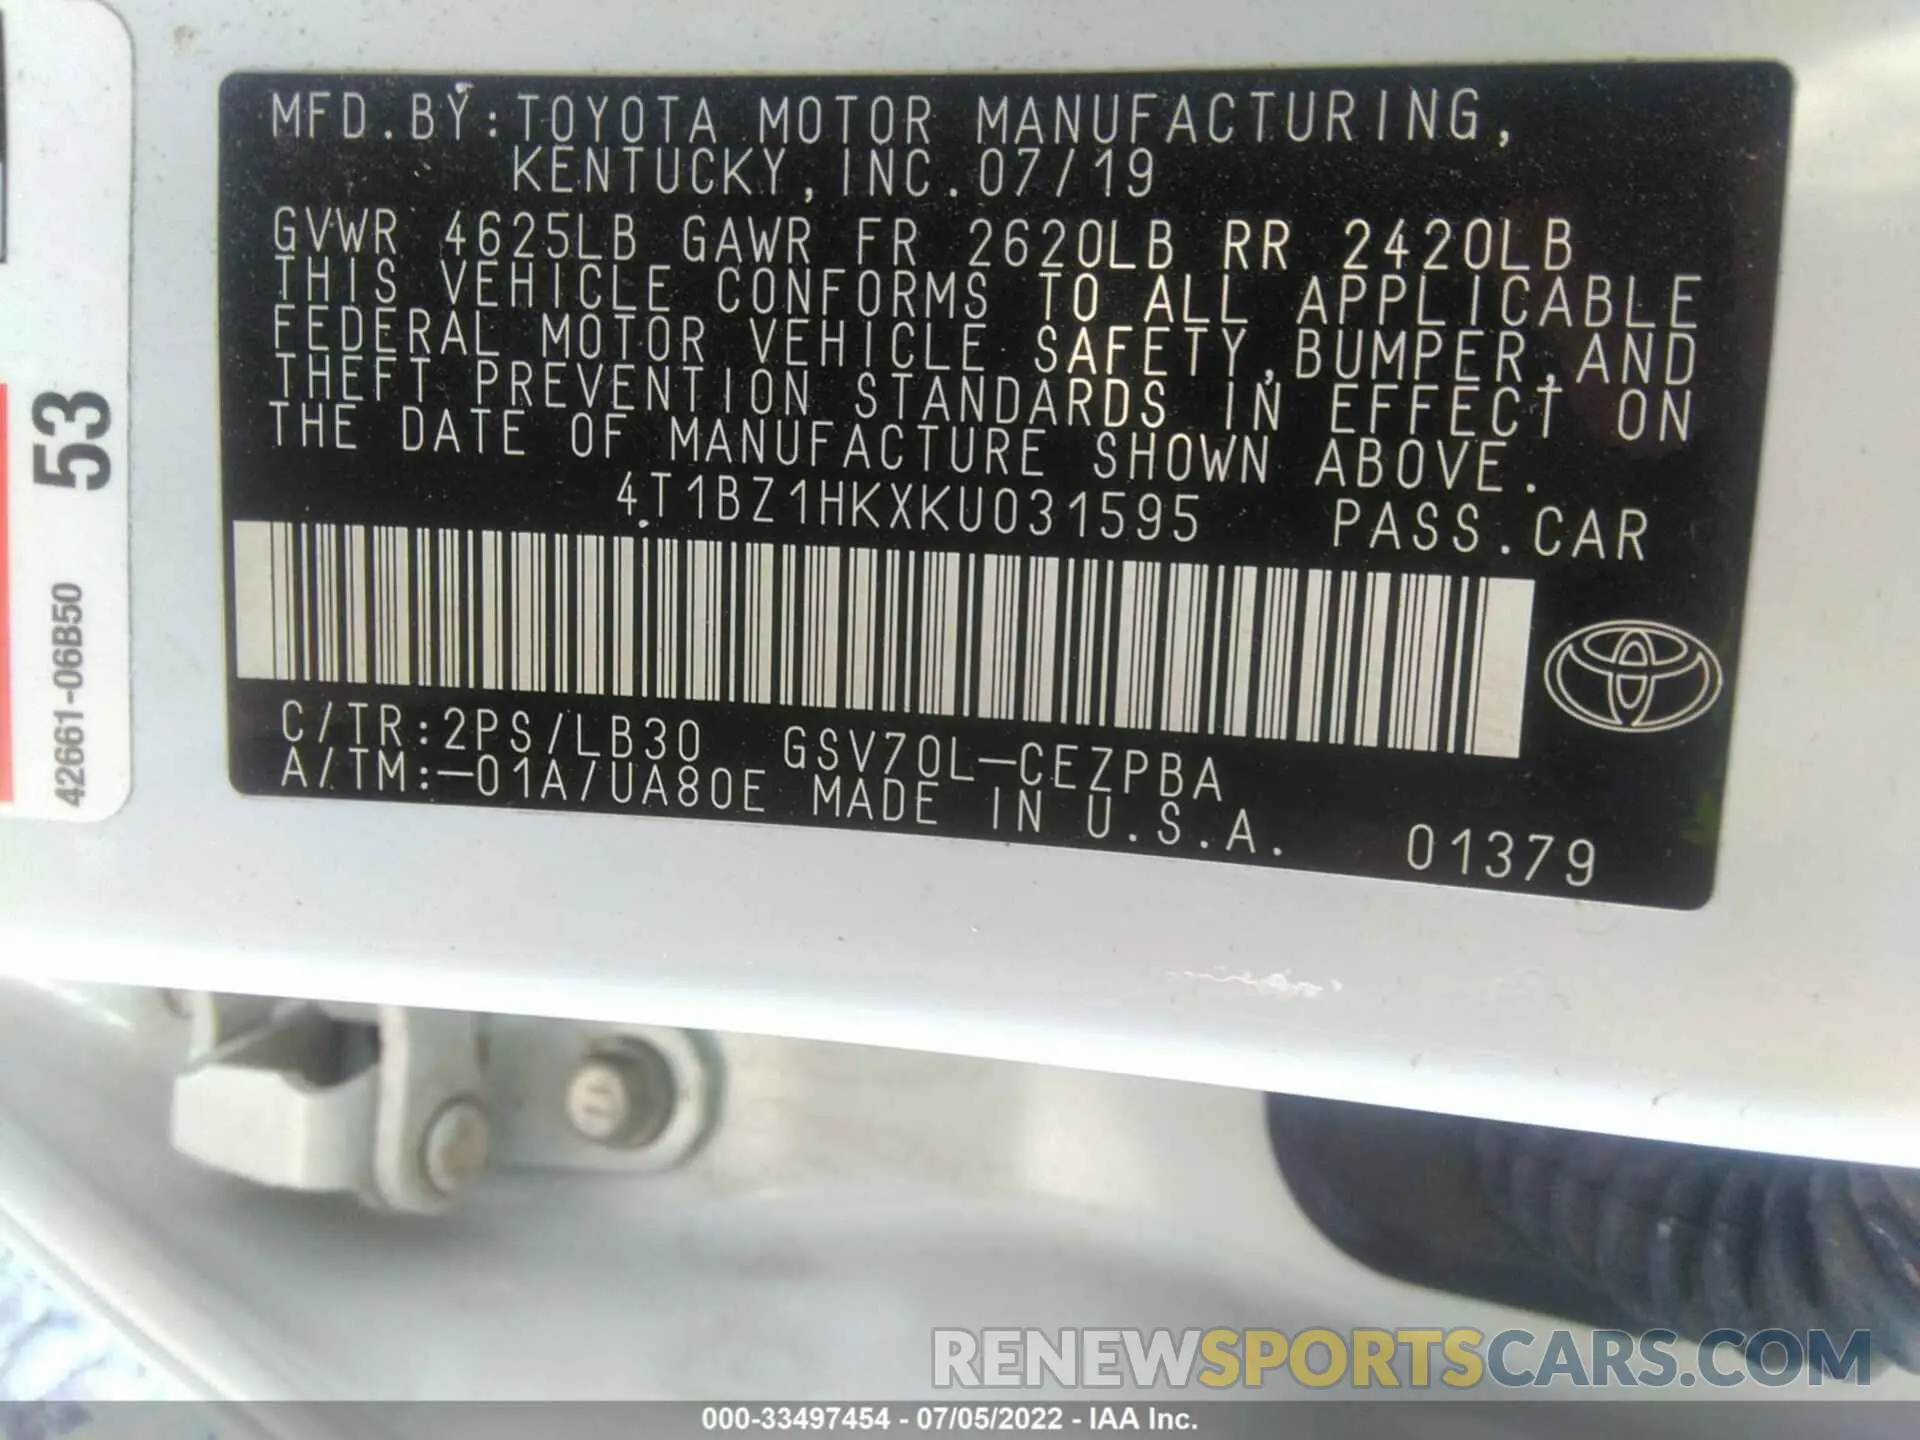 MFD.BY:TOYOTA MOTOR MANUFACTURING,
KENTUCKY,INC.07/19
GVWR 4625LB GAWR FR 2620LB RR 2420LB
THIS VEHICLE CONFORMS TO ALL APPLICABLE
FEDERAL MOTOR VEHICLE SAFETY,BUMPER,AND
THEFT PREVENTION STANDARDS IN EFFECT ON
THE DATE OF MANUFACTURE SHOWN ABOVE.
4T1BZ1HKXKU031595 PASS.CAR
C/TR:2PS/LB30 GSV70L-CEZPBA
A/TM:-01A/UA80E MADE IN U.S.A.
01379
53
42661-06B50
RENEWSPORTSCARS.COM
000-33497454 - 07/05/2022 - IAA Inc.